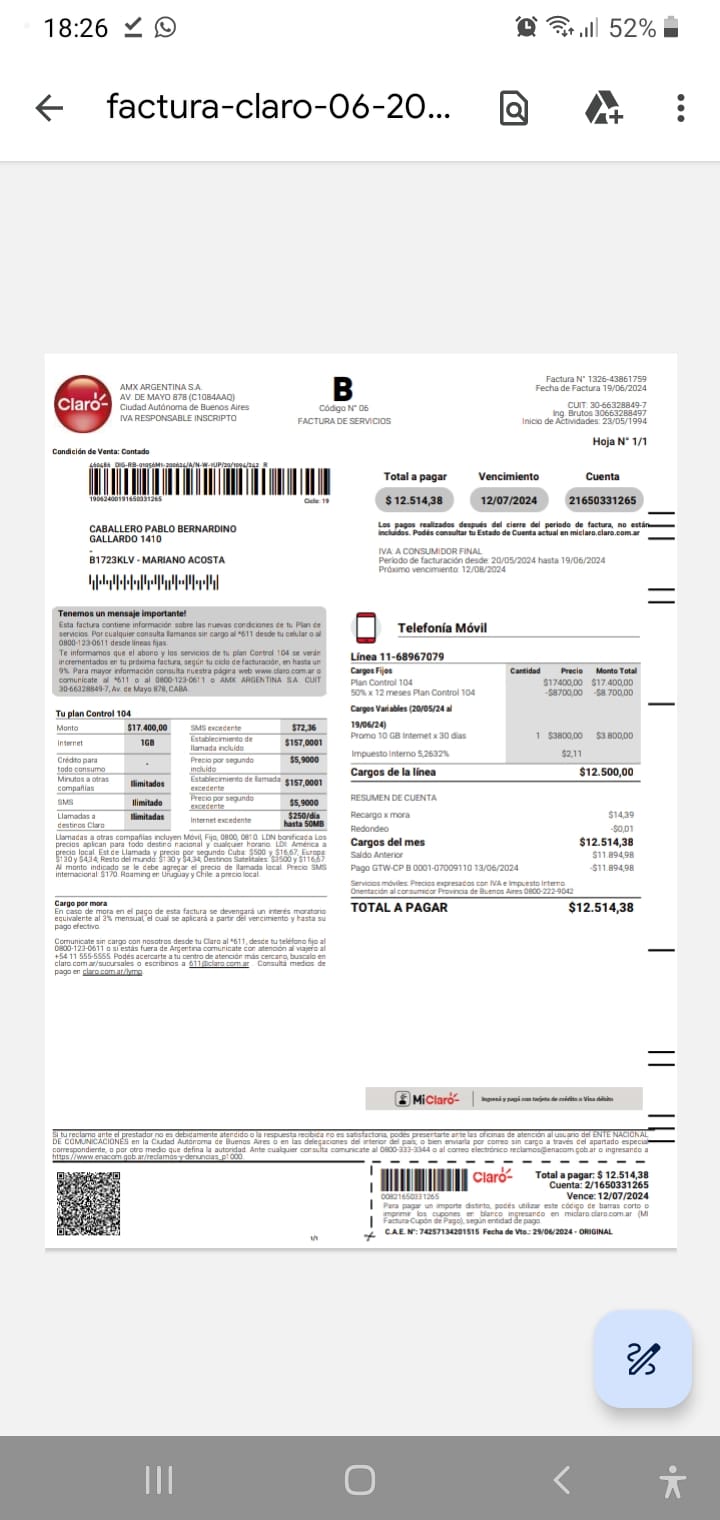 18:26
52%
factura-claro-06-20...
Claro
AMX ARGENTINA S.A.
AV. DE MAYO 878 (C1084AAQ)
Ciudad Autónoma de Buenos Aires
IVA RESPONSABLE INSCRIPTO
B
Código N° 06
FACTURA DE SERVICIOS
Factura N° 1326-43861759
Fecha de Factura 19/06/2024
CUIT: 30-66328849-7
Ing. Brutos 30663288497
Inicio de Actividades: 23/05/1994
Hoja N° 1/1
Condición de Venta: Contado
Ciclo: 19
Total a pagar Vencimiento Cuenta
$ 12.514,38 12/07/2024 21650331265
Los pagos realizados después del cierre del periodo de factura, no están
incluidos. Podés consultar tu Estado de Cuenta actual en miclaro.claro.com.ar
IVA: A CONSUMIDOR FINAL
Período de facturación desde: 20/05/2024 hasta 19/06/2024
Próximo vencimiento: 12/08/2024
CABALLERO PABLO BERNARDINO
GALLARDO 1410
-
B1723KLV - MARIANO ACOSTA
Tenemos un mensaje importante!
Esta factura contiene información sobre las nuevas condiciones de tu Plan de
servicios. Por cualquier consulta llamanos sin cargo al *611 desde tu celular o al
0800-123-0611 desde líneas fijas.
Te informamos que el abono y los servicios de tu plan Control 104 se verán
incrementados en tu próxima factura, según tu ciclo de facturación, en hasta un
9%. Para mayor información consulta nuestra página web www.claro.com.ar o
comunicate al *611 o al 0800-123-0611 o AMX ARGENTINA S.A. CUIT
30-66328849-7, Av. de Mayo 878, CABA.
Tu plan Control 104
Monto $17.400,00 SMS excedente $72,36
Internet 1GB Establecimiento de llamada incluido $157,0001
Crédito para todo consumo - Precio por segundo incluido $5,9000
Minutos a otras compañías Ilimitados Establecimiento de llamada excedente $157,0001
SMS Ilimitado Precio por segundo excedente $5,9000
Llamadas a destinos Claro Ilimitadas Internet excedente $250/día hasta 50MB
Llamadas a otras compañías incluyen Móvil, Fijo, 0800, 0810. LDN bonificada Los
precios aplican para todo destino nacional y cualquier horario. LDI: América a
precio local. Est.de Llamada y precio por segundo: Cuba: $500 y $16,67; Europa:
$130 y $4,34; Resto del mundo: $130 y $4,34; Destinos Satelitales: $3500 y $116,67.
Al monto indicado se le debe agregar el precio de llamada local. Precio SMS
internacional: $170. Roaming en Uruguay y Chile: a precio local.
Cargo por mora
En caso de mora en el pago de esta factura se devengará un interés moratorio
equivalente al 3% mensual, el cual se aplicará a partir del vencimiento y hasta su
pago efectivo.
Comunicate sin cargo con nosotros desde tu Claro al *611, desde tu teléfono fijo al
0800-123-0611 o si estás fuera de Argentina comunicate con atención al viajero al
+54 11 555-5555. Podés acercarte a tu centro de atención más cercano, buscalo en
claro.com.ar/sucursales o escribinos a 611@claro.com.ar Consultá medios de
pago en claro.com.ar/lymp
Telefonía Móvil
Línea 11-68967079
Cargos Fijos Cantidad Precio Monto Total
Plan Control 104 $17400,00 $17.400,00
50% x 12 meses Plan Control 104 -$8700,00 -$8.700,00
Cargos Variables (20/05/24 al
19/06/24)
Promo 10 GB Internet x 30 días 1 $3800,00 $3.800,00
Impuesto Interno 5,2632% $2,11
Cargos de la línea $12.500,00
RESUMEN DE CUENTA
Recargo x mora $14,39
Redondeo -$0,01
Cargos del mes $12.514,38
Saldo Anterior $11.894,98
Pago GTW-CP B 0001-07009110 13/06/2024 -$11.894,98
Servicios móviles: Precios expresados con IVA e Impuesto Interno.
Orientación al consumidor Provincia de Buenos Aires 0800-222-9042
TOTAL A PAGAR $12.514,38
MiClaro
Ingresá y pagá con tarjeta de crédito o Visa débito
Si tu reclamo ante el prestador no es debidamente atendido o la respuesta recibida no es satisfactoria, podés presentarte ante las oficinas de atención al usuario del ENTE NACIONAL
DE COMUNICACIONES en la Ciudad Autónoma de Buenos Aires o en las delegaciones del interior del país, o bien enviarla por correo sin cargo a través del apartado especial
correspondiente, o por otro medio que defina la autoridad. Ante cualquier consulta comunicate al 0800-333-3344 o al correo electrónico reclamos@enacom.gob.ar o ingresando a
https://www.enacom.gob.ar/reclamos-y-denuncias_p1000.
Claro
00821650331265
Total a pagar: $ 12.514,38
Cuenta: 2/1650331265
Vence: 12/07/2024
Para pagar un importe distinto, podés utilizar este código de barras corto o
imprimir los cupones en blanco ingresando en miclaro.claro.com.ar (Mi
Factura-Cupón de Pago), según entidad de pago.
C.A.E. N°: 74257134201515 Fecha de Vto.: 29/06/2024 - ORIGINAL
1/1